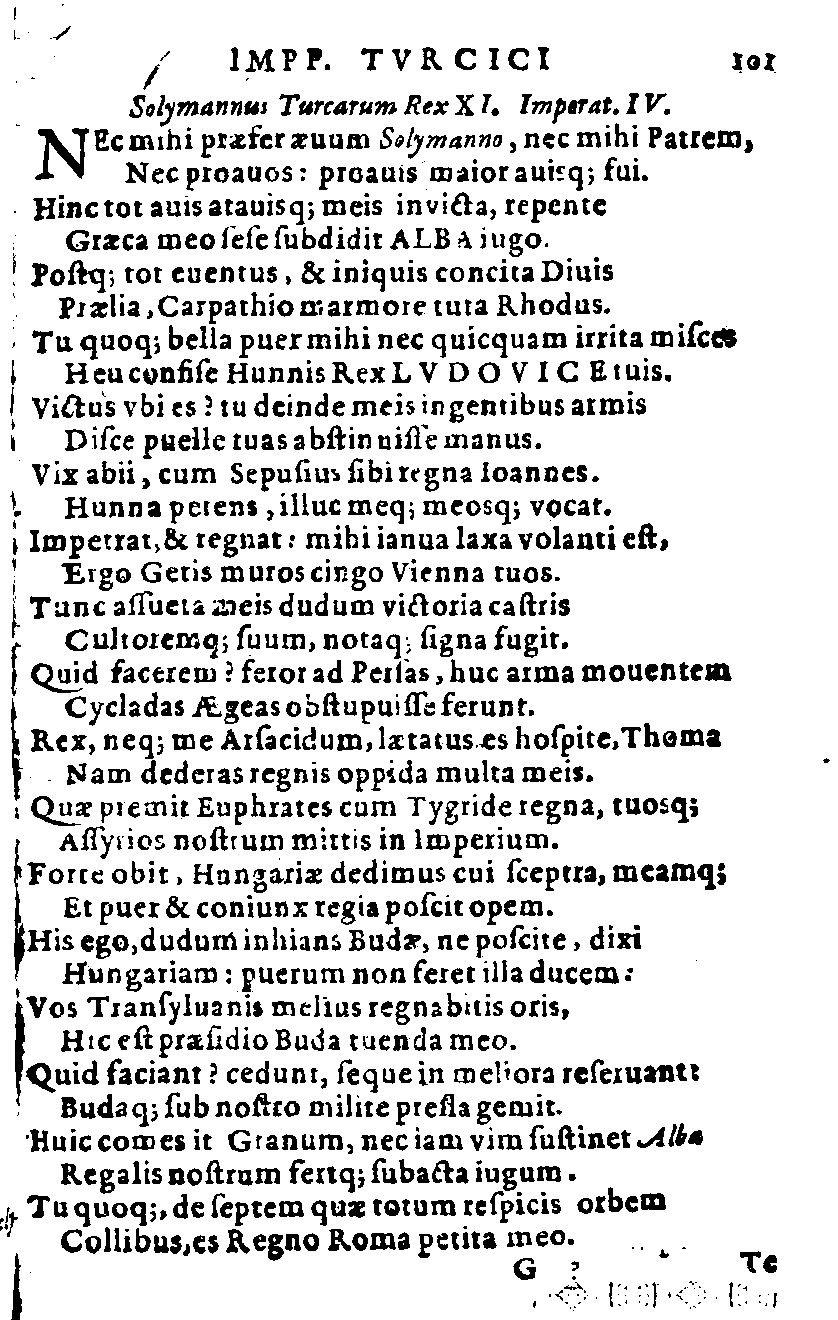 IMPP. TVRCICI 101
Solymannus Turcarum Rex XI. Imperat. IV.
NEc mihi præfer æuum Solymanno, nec mihi Patrem,
Nec proauos: proauis maior auisq; fui.
Hinc tot auis atauisq; meis invicta, repente
Græca meo ſeſe ſubdidit ALBA iugo.
Poſtq; tot euentus, & iniquis concita Diuis
Prælia, Carpathio marmore tuta Rhodus.
Tu quoq; bella puer mihi nec quicquam irrita miſces
Heu confiſe Hunnis Rex LVDOVICE tuis.
Victus vbi es? tu deinde meis ingentibus armis
Diſce puelle tuas abſtinuiſſe manus.
Vix abii, cum Sepuſius ſibi regna Ioannes.
Hunna petens, illuc meq; meosq; vocat.
Impetrat, & regnat: mihi ianua laxa volanti eſt,
Ergo Getis muros cingo Vienna tuos.
Tunc aſſueta meis dudum victoria caſtris
Cultoremq; ſuum, notaq; ſigna fugit.
Quid facerem? feror ad Perſas, huc arma mouentem
Cycladas Ægeas obſtupuiſſe ferunt.
Rex, neq; me Arſacidum, lætatus es hoſpite, Thoma
Nam dederas regnis oppida multa meis.
Quæ premit Euphrates cum Tygride regna, tuosq;
Aſſyrios noſtrum mittis in Imperium.
Forte obit, Hungariæ dedimus cui ſceptra, meamq;
Et puer & coniunx regia poſcit opem.
His ego, dudum inhians Budæ, ne poſcite, dixi
Hungariam: puerum non feret illa ducem:
Vos Tranſyluanis melius regnabitis oris,
Hic eſt præſidio Buda tuenda meo.
Quid faciant? cedunt, ſeque in meliora reſeruant:
Budaq; ſub noſtro milite preſſa gemit.
Huic comes it Granum, nec iam vim ſuſtinet Alba
Regalis noſtrum fertq; ſubacta iugum.
Tu quoq;, de ſeptem quæ totum reſpicis orbem
Collibus, es Regno Roma petita meo.
G Te